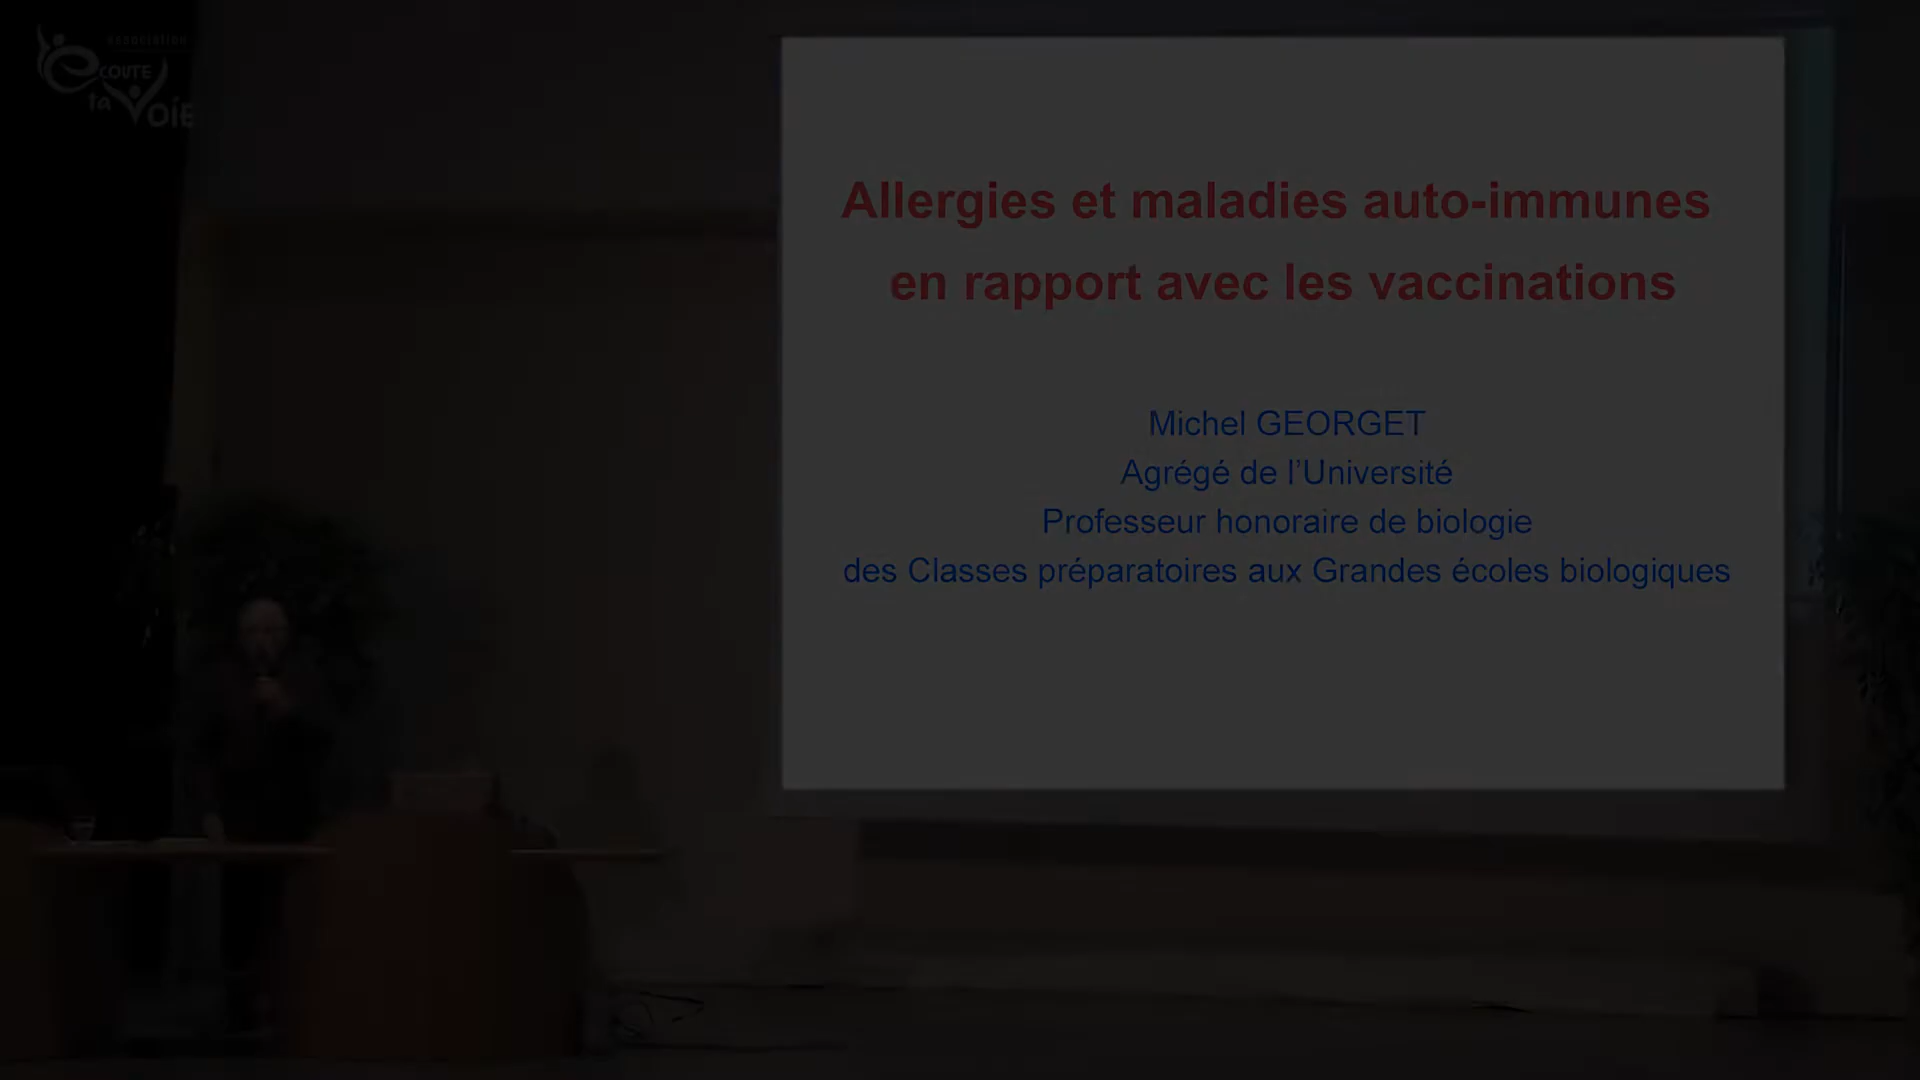 association
éCOUTE
ta VOIE
Allergies et maladies auto-immunes
en rapport avec les vaccinations
Michel GEORGET
Agrégé de l’Université
Professeur honoraire de biologie
des Classes préparatoires aux Grandes écoles biologiques